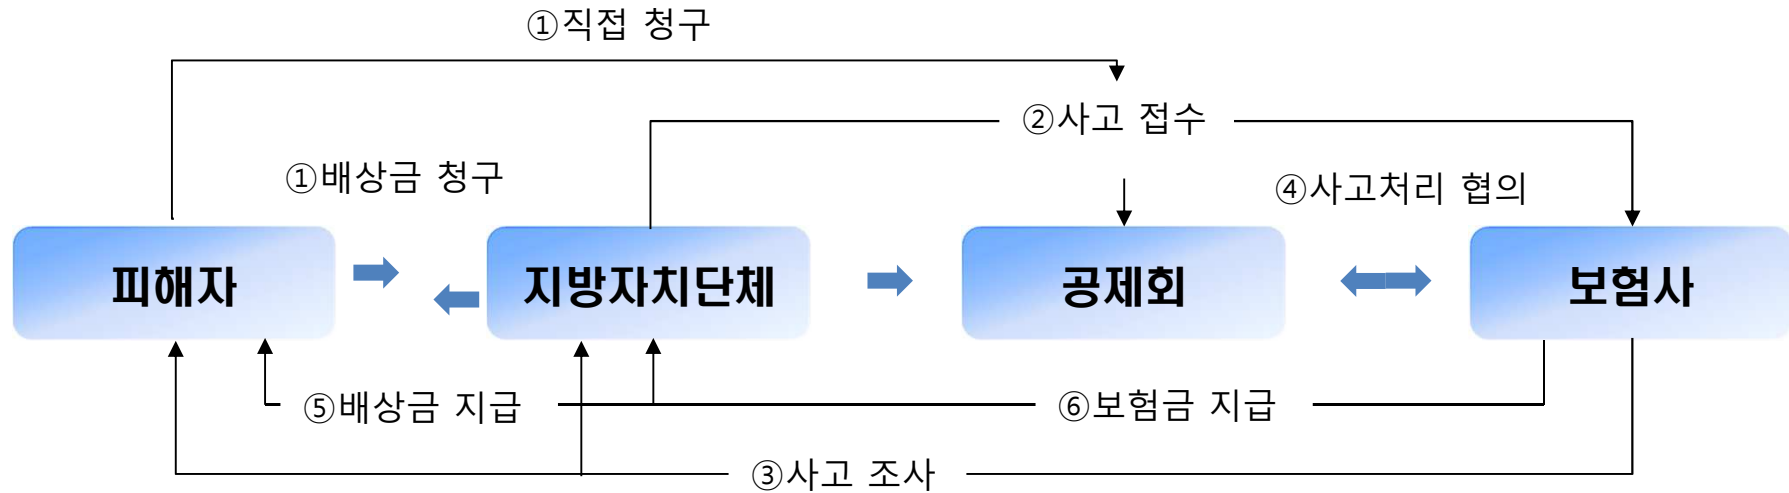 ①직접 청구
②사고 접수
①배상금 청구
④사고처리 협의
피해자
지방자치단체
공제회
보험사
⑤배상금 지급
⑥보험금 지급
③사고 조사